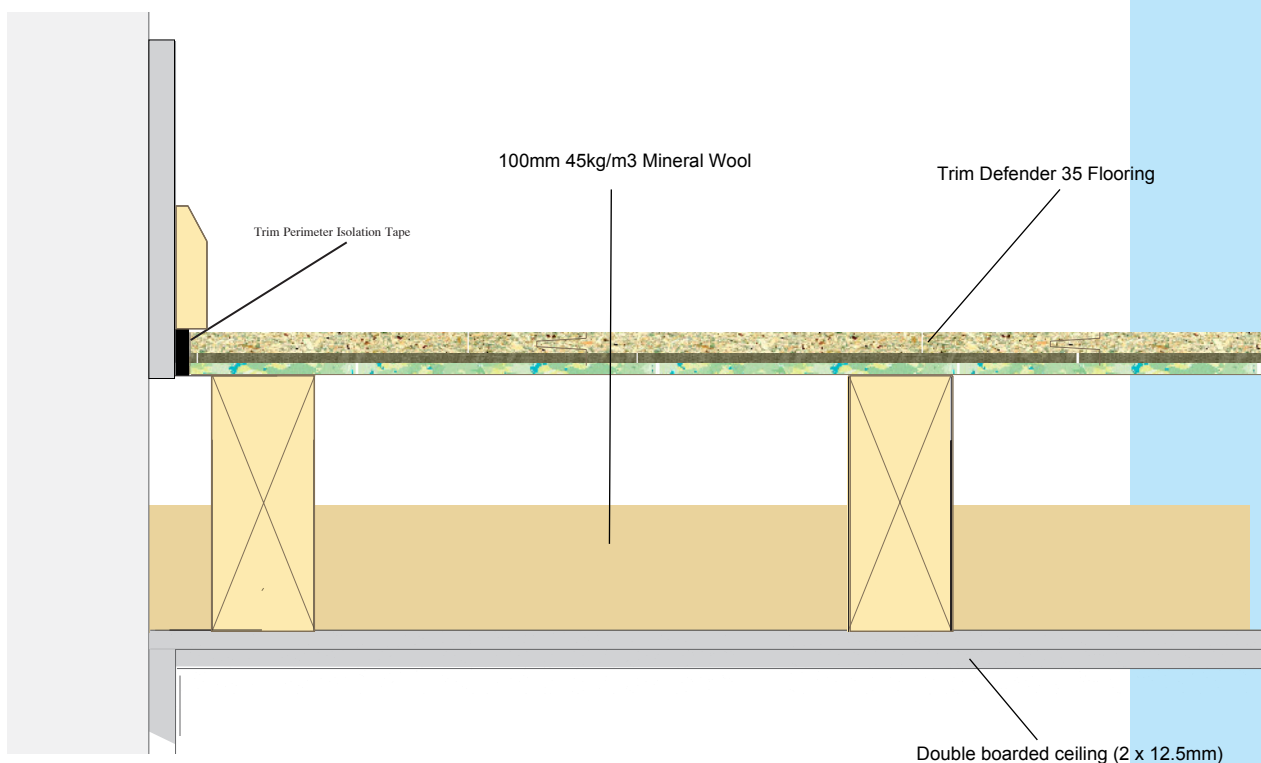 100mm 45kg/m3 Mineral Wool
Trim Defender 35 Flooring
Trim Perimeter Isolation Tape
Double boarded ceiling (2 x 12.5mm)